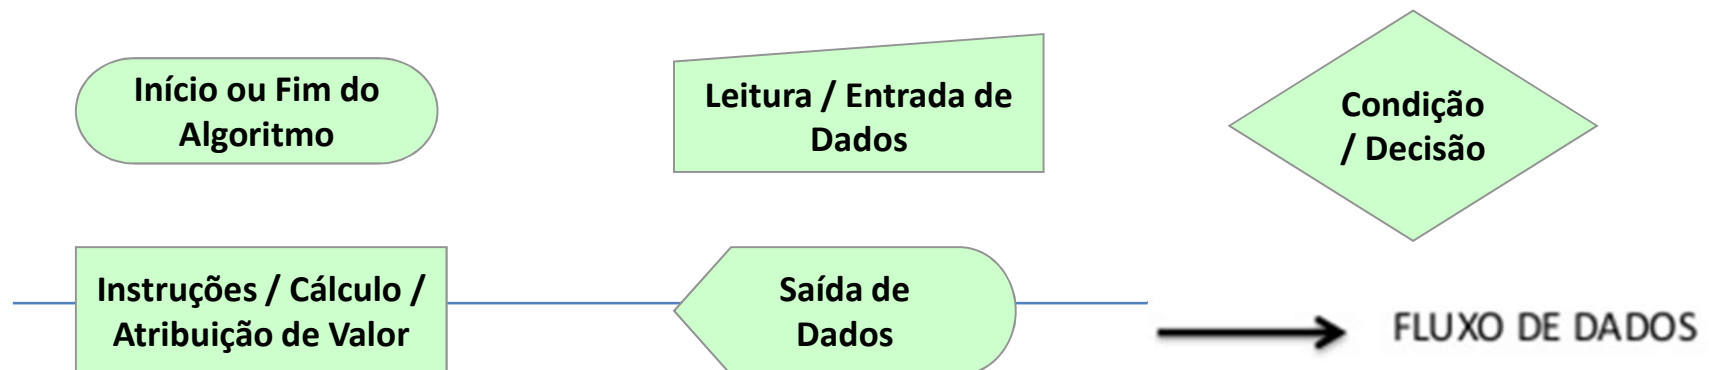 Início ou Fim do
Algoritmo
Leitura / Entrada de
Dados
Condição
/ Decisão
Instruções / Cálculo /
Atribuição de Valor
Saída de
Dados
FLUXO DE DADOS